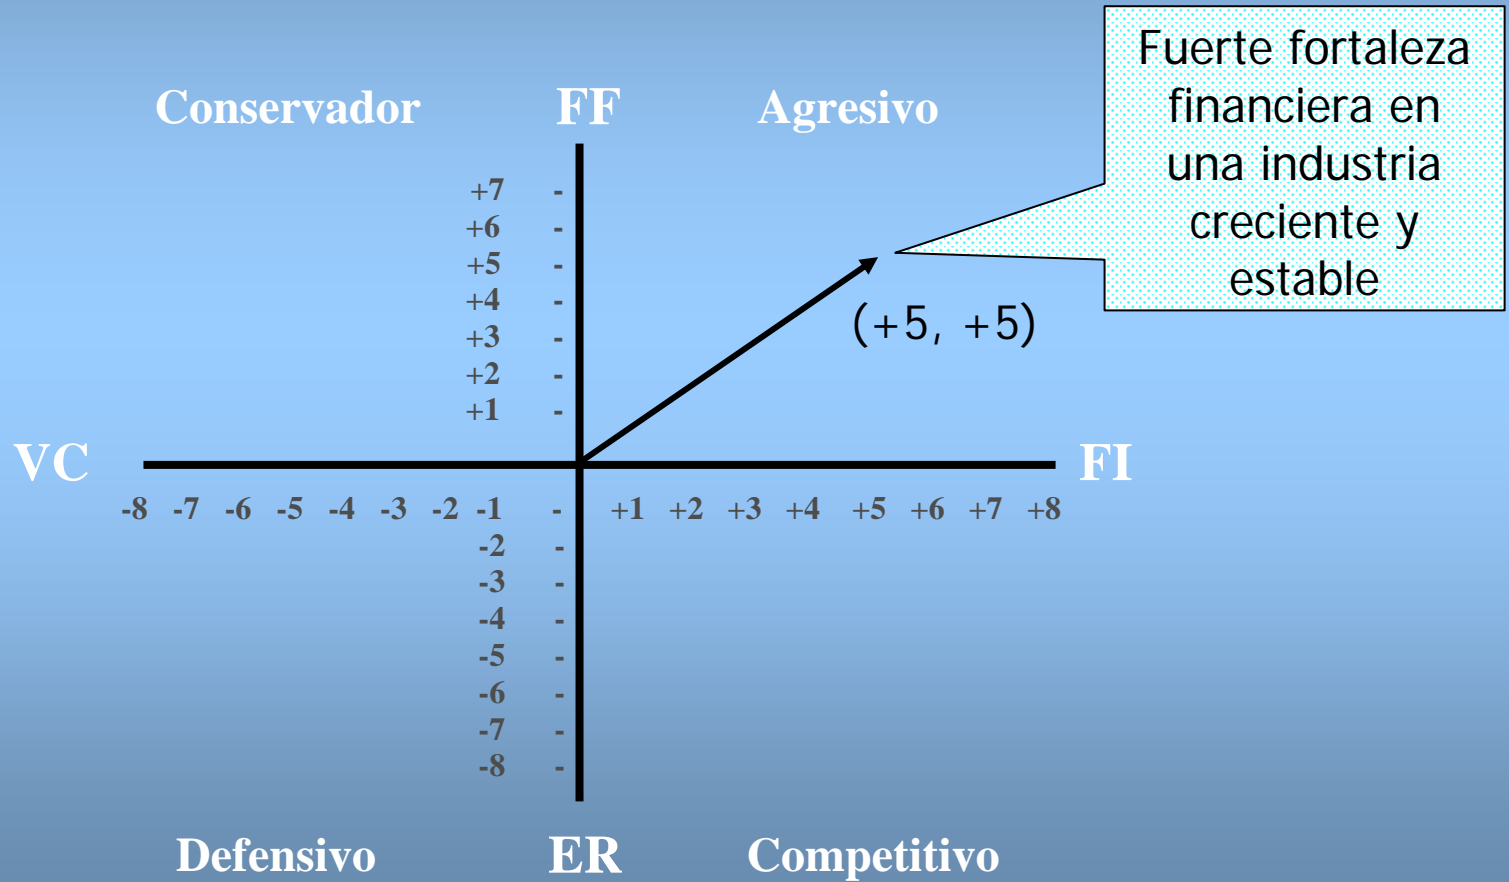 Fuerte fortaleza
financiera en
una industria
creciente y
estable
Conservador FF Agresivo
+7 -
+6 -
+5 -
+4 -
+3 -
+2 -
+1 -
(+5, +5)
VC FI
-8 -7 -6 -5 -4 -3 -2 -1 - +1 +2 +3 +4 +5 +6 +7 +8
-2 -
-3 -
-4 -
-5 -
-6 -
-7 -
-8 -
Defensivo ER Competitivo